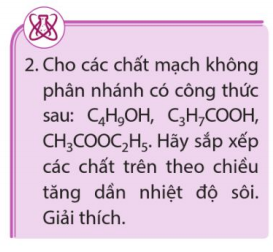 2. Cho các chất mạch không
phân nhánh có công thức
sau: C₄H₉OH, C₃H₇COOH,
CH₃COOC₂H₅. Hãy sắp xếp
các chất trên theo chiều
tăng dần nhiệt độ sôi.
Giải thích.